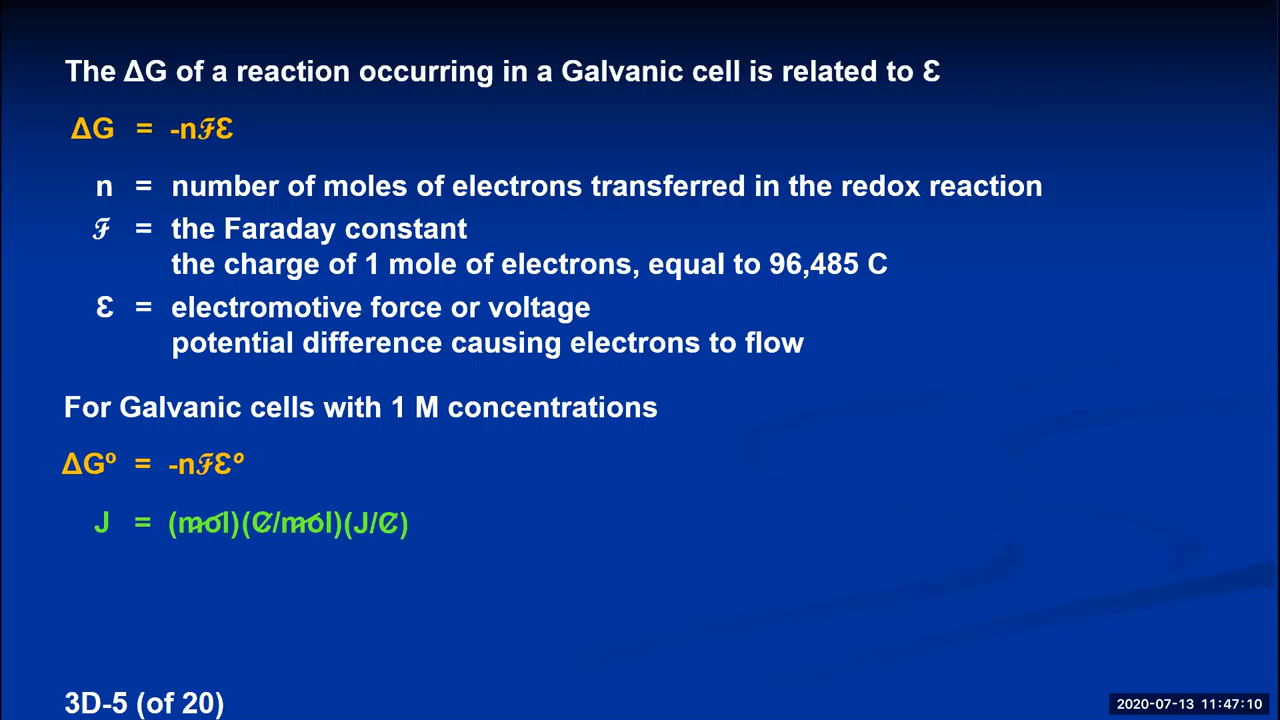 The ΔG of a reaction occurring in a Galvanic cell is related to Ɛ
ΔG = -nℱƐ
n = number of moles of electrons transferred in the redox reaction
ℱ = the Faraday constant
the charge of 1 mole of electrons, equal to 96,485 C
Ɛ = electromotive force or voltage
potential difference causing electrons to flow
For Galvanic cells with 1 M concentrations
ΔGº = -nℱƐº
J = (mol)(C/mol)(J/C)
3D-5 (of 20)
2020-07-13 11:47:10